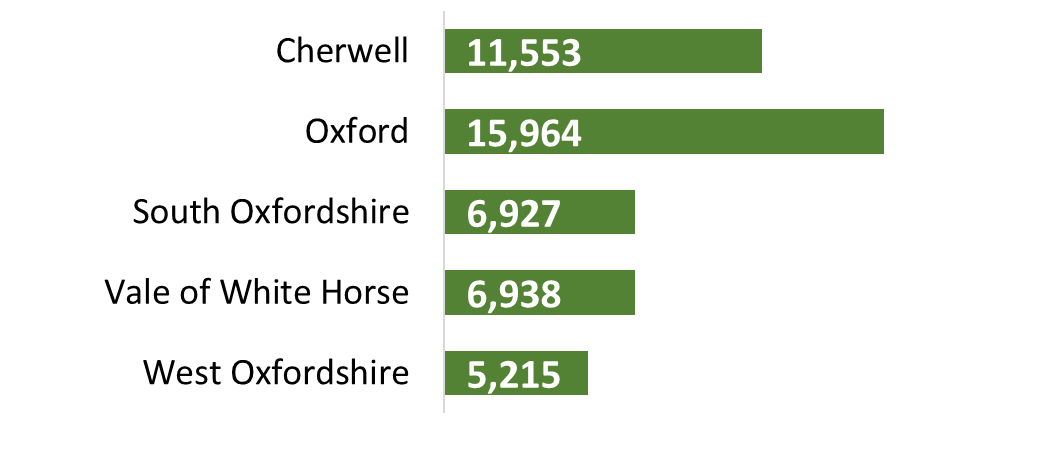 Cherwell 11,553
Oxford 15,964
South Oxfordshire 6,927
Vale of White Horse 6,938
West Oxfordshire 5,215